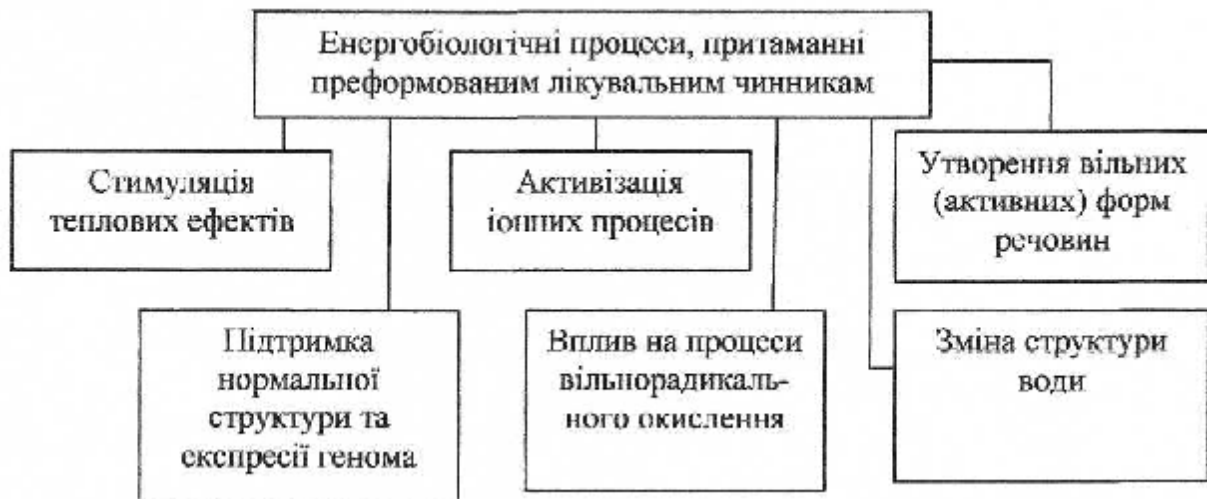 Енергобіологічні процеси, притаманні
преформованим лікувальним чинникам
Стимуляція
теплових ефектів
Активізація
іонних процесів
Утворення вільних
(активних) форм
речовин
Підтримка
нормальної
структури та
експресії генома
Вплив на процеси
вільнорадикаль-
ного окислення
Зміна структури
води